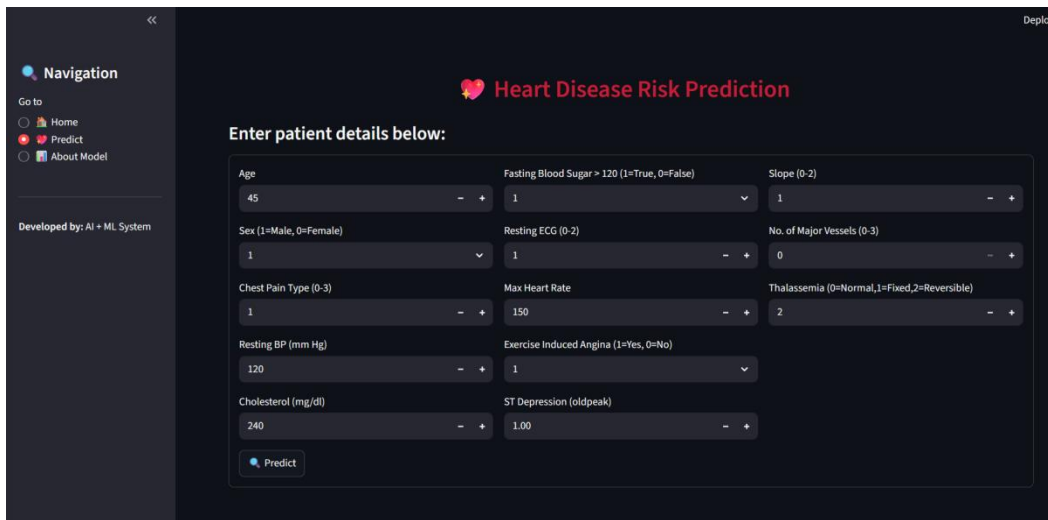 Deplo
Navigation
Go to
Home
Predict
About Model
Developed by: AI + ML System
Heart Disease Risk Prediction
Enter patient details below:
Age
45
Sex (1=Male, 0=Female)
1
Chest Pain Type (0-3)
1
Resting BP (mm Hg)
120
Cholesterol (mg/dl)
240
Fasting Blood Sugar > 120 (1=True, 0=False)
1
Resting ECG (0-2)
1
Max Heart Rate
150
Exercise Induced Angina (1=Yes, 0=No)
1
ST Depression (oldpeak)
1.00
Slope (0-2)
1
No. of Major Vessels (0-3)
0
Thalassemia (0=Normal,1=Fixed,2=Reversible)
2
Predict